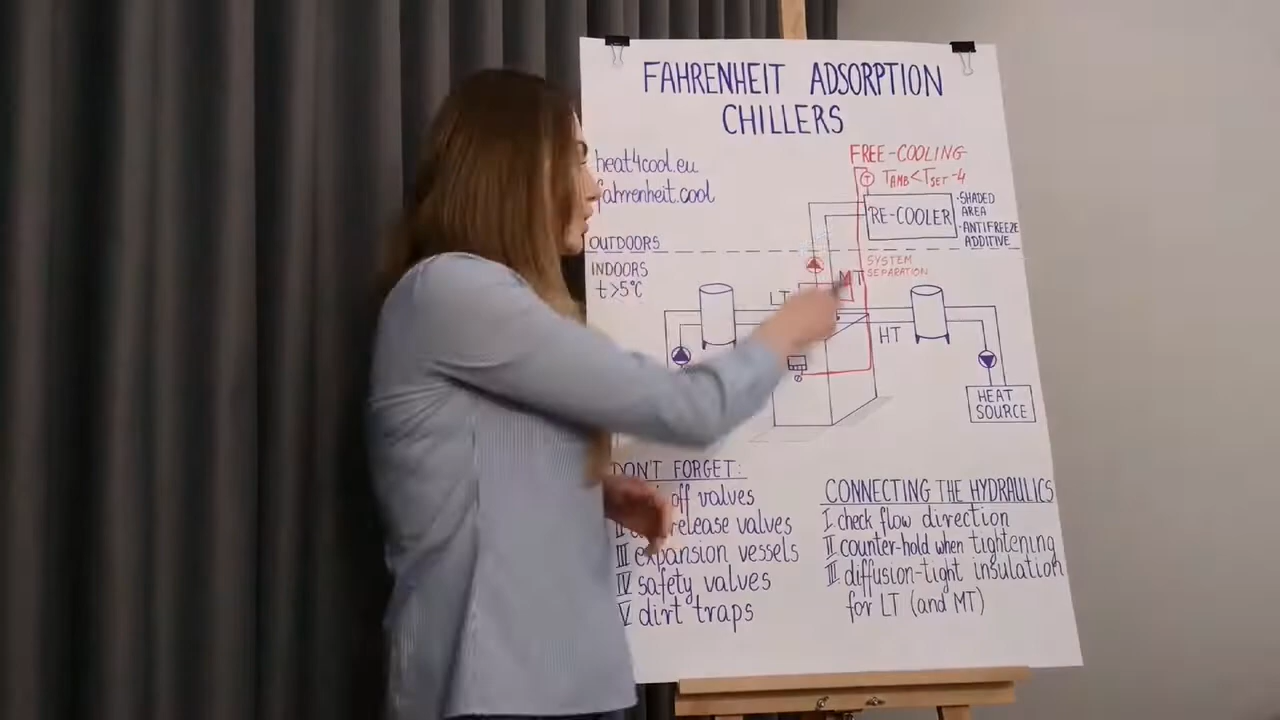 FAHRENHEIT ADSORPTION
CHILLERS
heat4cool.eu
fahrenheit.cool
FREE-COOLING
T TAMB<TSET-4
RE-COOLER
·SHADED
AREA
·ANTIFREEZE
ADDITIVE
OUTDOORS
INDOORS
t>5°C
SYSTEM
SEPARATION
MT
LT
HT
HEAT
SOURCE
DON'T FORGET:
off valves
release valves
III expansion vessels
IV safety valves
V dirt traps
CONNECTING THE HYDRAULICS
I check flow direction
II counter-hold when tightening
III diffusion-tight insulation
for LT (and MT)